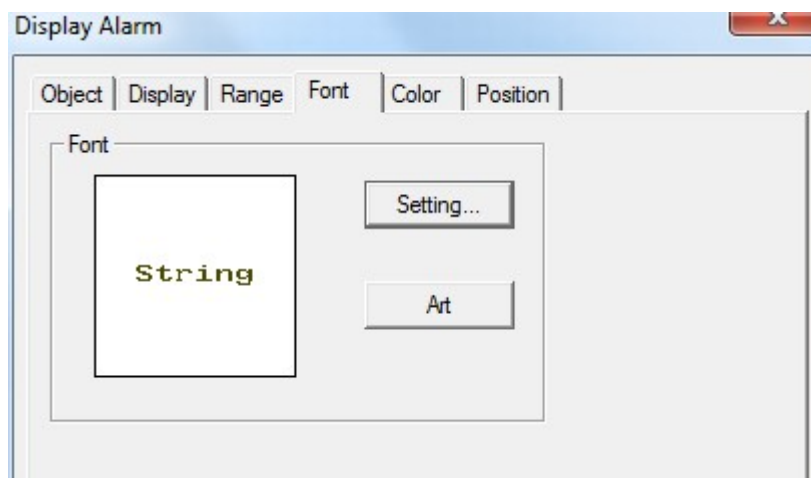 Display Alarm
Object Display Range Font Color Position
Font
Setting...
String
Art